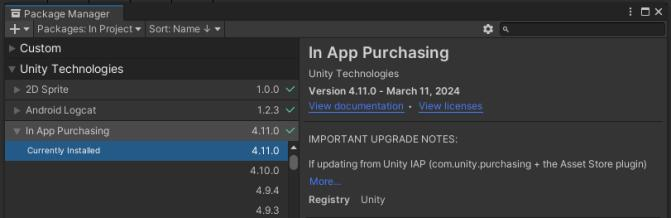 Package Manager
+ Packages: In Project Sort: Name ↓
Custom
Unity Technologies
2D Sprite 1.0.0
Android Logcat 1.2.3
In App Purchasing 4.11.0
Currently Installed 4.11.0
4.10.0
4.9.4
4.9.3
In App Purchasing
Unity Technologies
Version 4.11.0 - March 11, 2024
View documentation • View licenses
IMPORTANT UPGRADE NOTES:
If updating from Unity IAP (com.unity.purchasing + the Asset Store plugin)
More...
Registry Unity